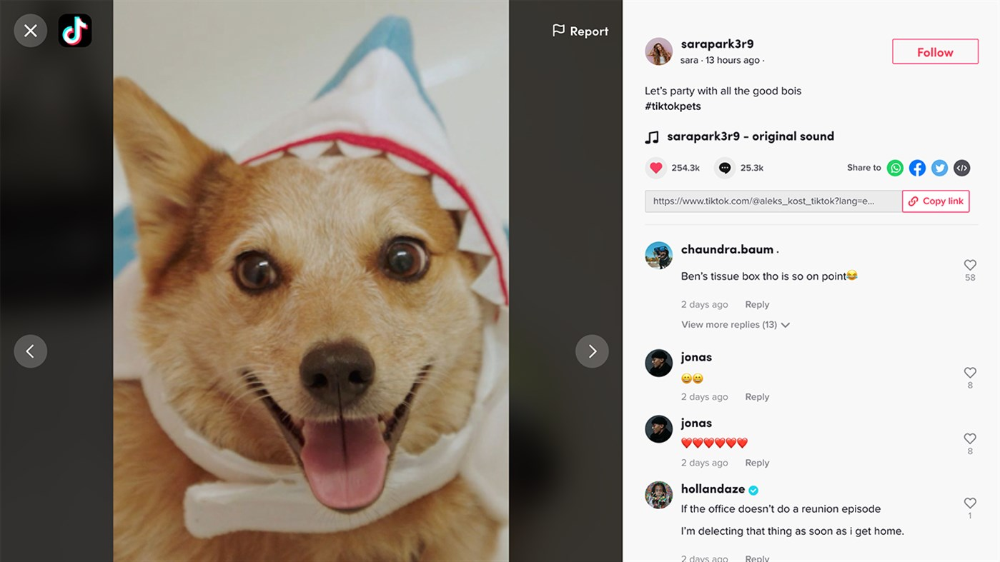 Report
sarapark3r9
sara · 13 hours ago ·
Follow
Let’s party with all the good bois
#tiktokpets
sarapark3r9 - original sound
254.3k
25.3k
Share to
https://www.tiktok.com/@aleks_kost_tiktok?lang=e...
Copy link
chaundra.baum .
Ben’s tissue box tho is so on point😂
58
2 days ago Reply
View more replies (13)
jonas
😄😄
8
2 days ago Reply
jonas
❤️❤️❤️❤️❤️❤️
8
2 days ago Reply
hollandaze
If the office doesn’t do a reunion episode
1
I’m delecting that thing as soon as i get home.
2 days ago Reply